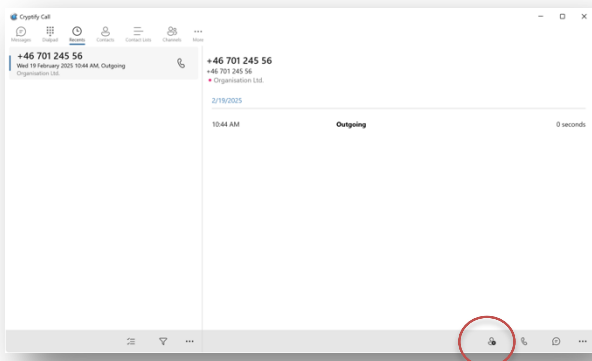 Cryptify Call
Messages Dialpad Recents Contacts Contact Lists Channels More
+46 701 245 56
Wed 19 February 2025 10:44 AM, Outgoing
Organisation Ltd.
+46 701 245 56
+46 701 245 56
Organisation Ltd.
2/19/2025
10:44 AM Outgoing 0 seconds